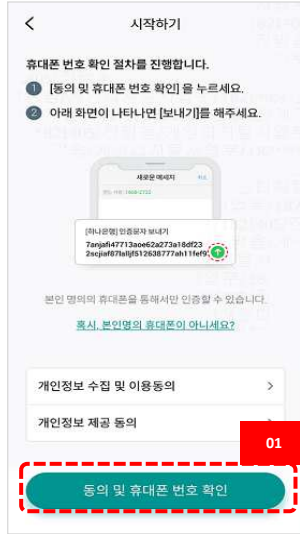 시작하기
휴대폰 번호 확인 절차를 진행합니다.
1 [동의 및 휴대폰 번호 확인] 을 누르세요.
2 아래 화면이 나타나면 [보내기]를 해주세요.
새로운 메세지
[하나은행] 인증문자 보내기
7anjafi47713aoe62a273a18df23
본인 명의의 휴대폰을 통해서만 인증할 수 있습니다.
혹시, 본인명의 휴대폰이 아니세요?
개인정보 수집 및 이용동의
개인정보 제공 동의
01
동의 및 휴대폰 번호 확인